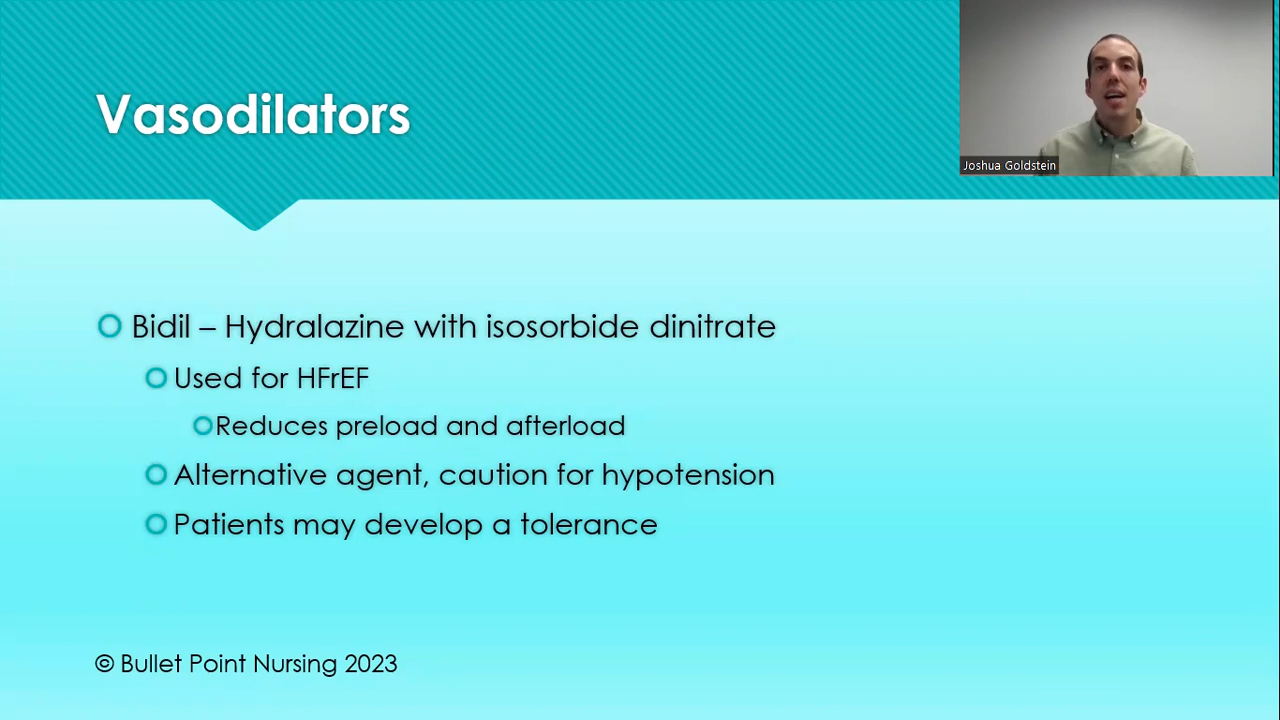 Vasodilators
Joshua Goldstein
Bidil – Hydralazine with isosorbide dinitrate
Used for HFrEF
Reduces preload and afterload
Alternative agent, caution for hypotension
Patients may develop a tolerance
© Bullet Point Nursing 2023